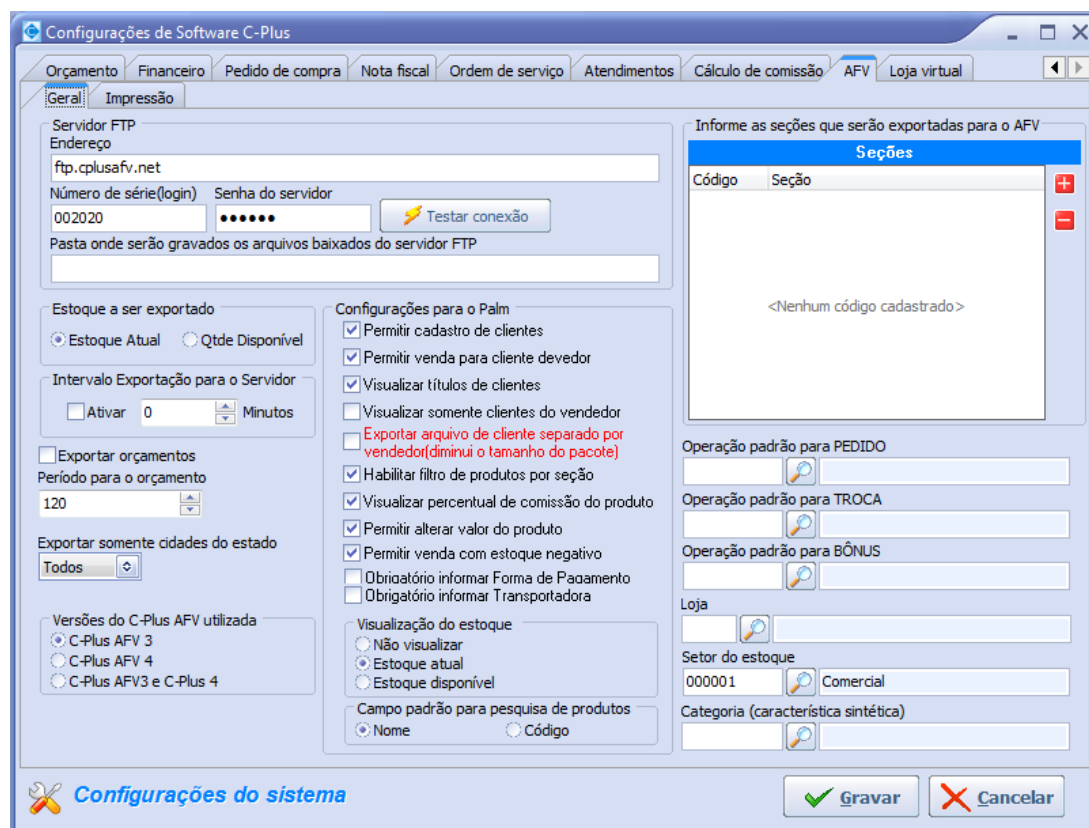 Configurações de Software C-Plus
Orçamento Financeiro Pedido de compra Nota fiscal Ordem de serviço Atendimentos Cálculo de comissão AFV Loja virtual
Geral Impressão
Servidor FTP
Endereço
ftp.cplusafv.net
Número de série(login) Senha do servidor
002020 ●●●●●● Testar conexão
Pasta onde serão gravados os arquivos baixados do servidor FTP
Estoque a ser exportado
Estoque Atual Qtde Disponível
Intervalo Exportação para o Servidor
Ativar 0 Minutos
Exportar orçamentos
Período para o orçamento
120
Exportar somente cidades do estado
Todos
Versões do C-Plus AFV utilizada
C-Plus AFV 3
C-Plus AFV 4
C-Plus AFV3 e C-Plus 4
Configurações para o Palm
Permitir cadastro de clientes
Permitir venda para cliente devedor
Visualizar títulos de clientes
Visualizar somente clientes do vendedor
Exportar arquivo de cliente separado por
vendedor(diminui o tamanho do pacote)
Habilitar filtro de produtos por seção
Visualizar percentual de comissão do produto
Permitir alterar valor do produto
Permitir venda com estoque negativo
Obrigatório informar Forma de Pagamento
Obrigatório informar Transportadora
Visualização do estoque
Não visualizar
Estoque atual
Estoque disponível
Campo padrão para pesquisa de produtos
Nome Código
Informe as seções que serão exportadas para o AFV
Seções
Código Seção
<Nenhum código cadastrado>
Operação padrão para PEDIDO
Operação padrão para TROCA
Operação padrão para BÔNUS
Loja
Setor do estoque
000001 Comercial
Categoria (característica sintética)
Configurações do sistema
Gravar Cancelar